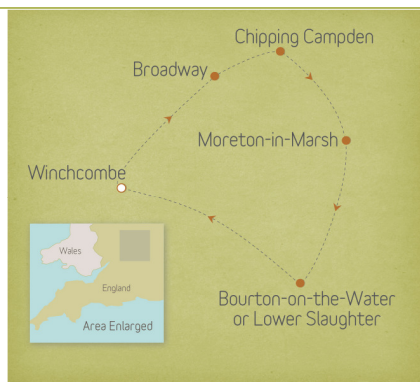 Chipping Campden
Broadway
Moreton-in-Marsh
Winchcombe
Bourton-on-the-Water
or Lower Slaughter
Wales
England
Area Enlarged